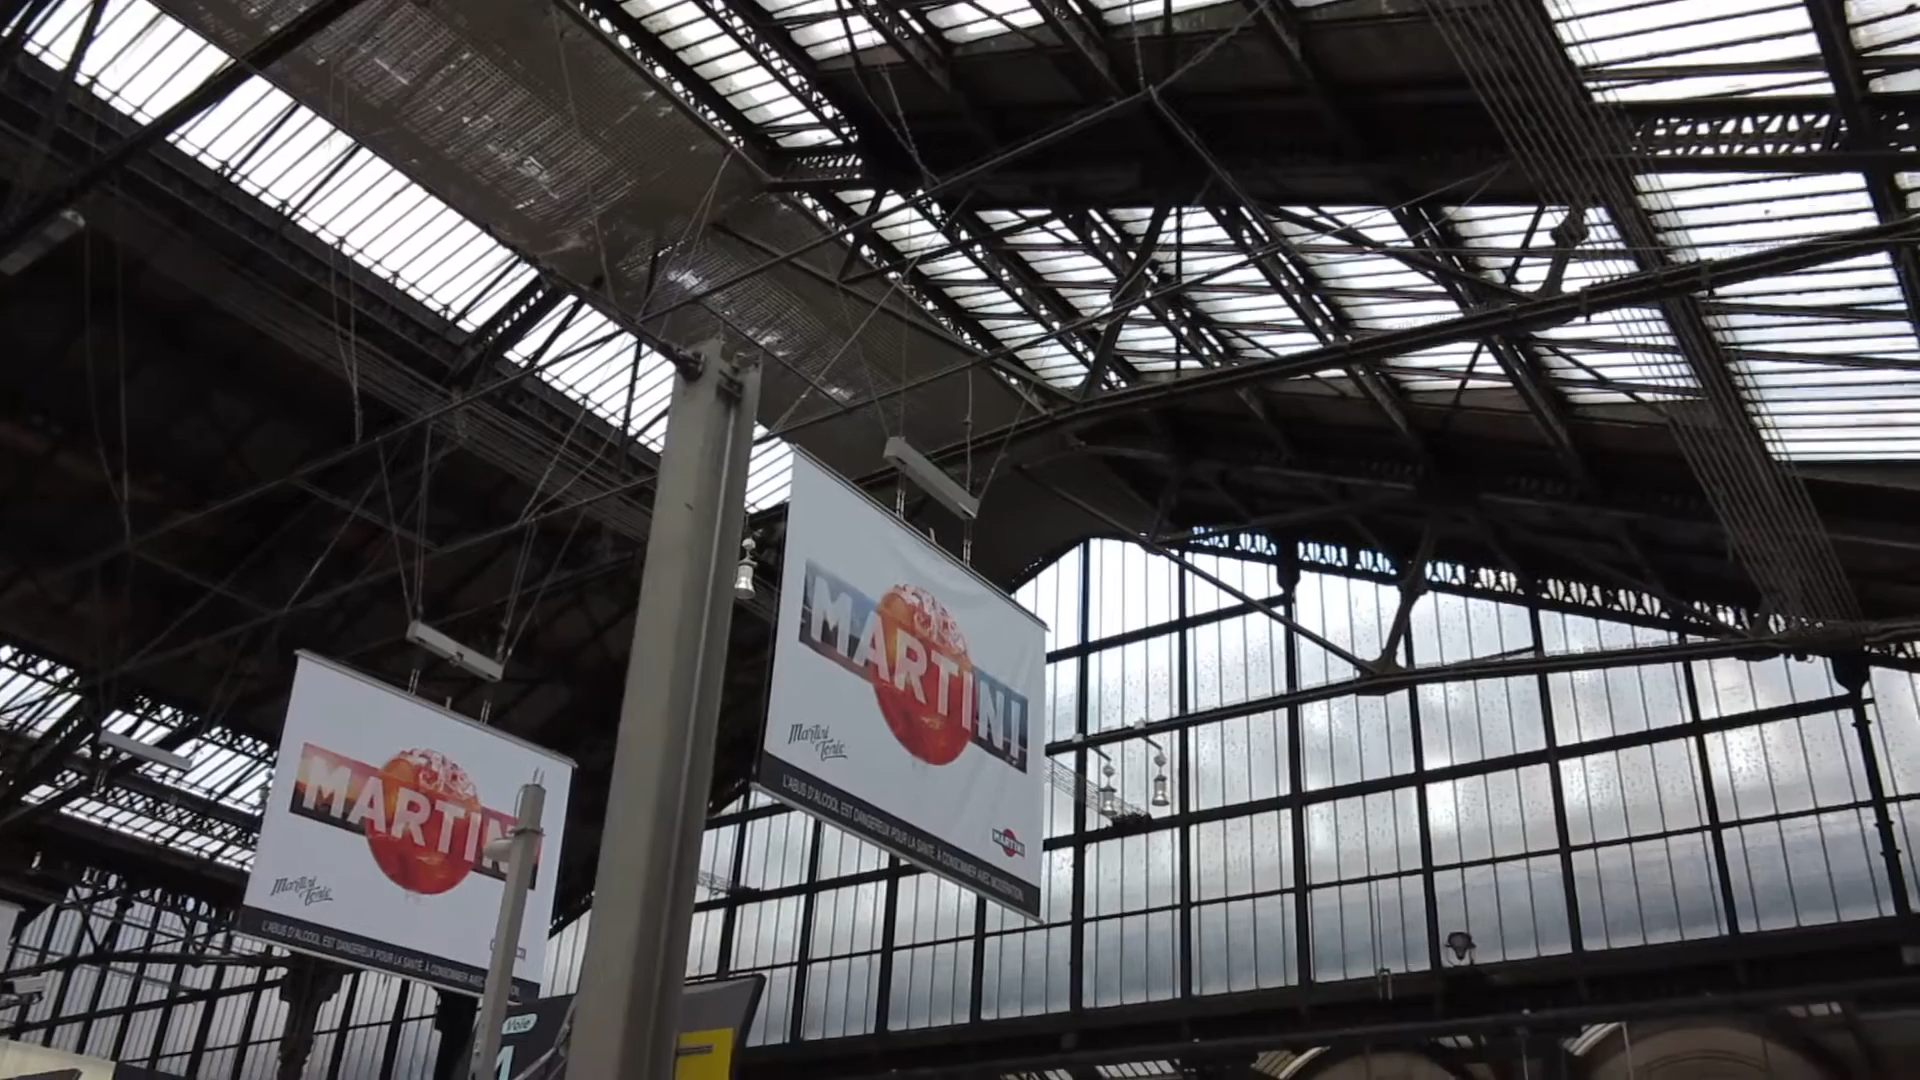 MARTINI
Martini
Tonic
L'ABUS D'ALCOOL EST DANGEREUX POUR LA SANTÉ. À CONSOMMER AVEC MODÉRATION.
MARTINI
MARTINI
Martini
Tonic
L'ABUS D'ALCOOL EST DANGEREUX POUR LA SANTÉ. À CONSOMMER AVEC
Voie